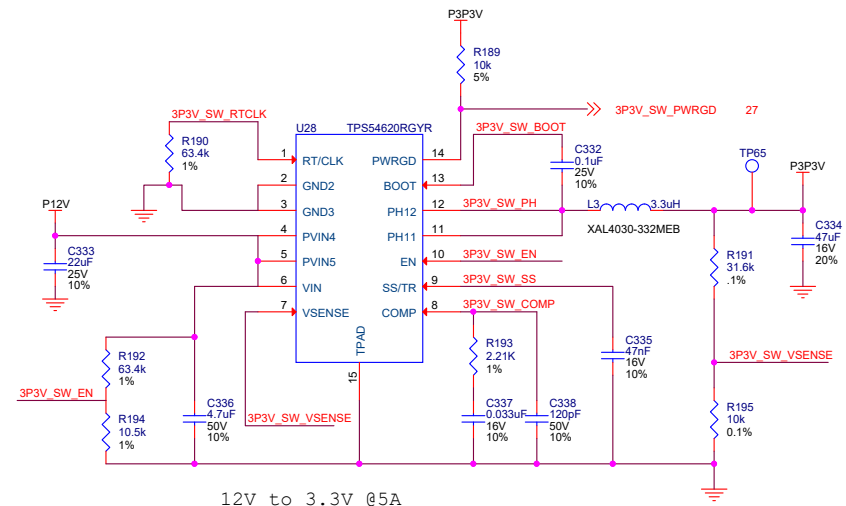 P3P3V
R189
10k
5%
3P3V_SW_RTCLK
3P3V_SW_PWRGD 27
U28 TPS54620RGYR
3P3V_SW_BOOT
R190
63.4k
1%
C332
0.1uF
25V
10%
TP65
P3P3V
1 RT/CLK PWRGD 14
2 GND2 BOOT 13
3 GND3 PH12 12
4 PVIN4 PH11 11
5 PVIN5 EN 10
6 VIN SS/TR 9
7 VSENSE COMP 8
TPAD
15
3P3V_SW_PH
L3 3.3uH
XAL4030-332MEB
P12V
C333
22uF
25V
10%
3P3V_SW_EN
3P3V_SW_SS
3P3V_SW_COMP
R191
31.6k
.1%
C334
47uF
16V
20%
R192
63.4k
1%
3P3V_SW_EN
R194
10.5k
1%
C336
4.7uF
50V
10%
3P3V_SW_VSENSE
R193
2.21K
1%
C337
0.033uF
16V
10%
C338
120pF
50V
10%
C335
47nF
16V
10%
3P3V_SW_VSENSE
R195
10k
0.1%
12V to 3.3V @5A